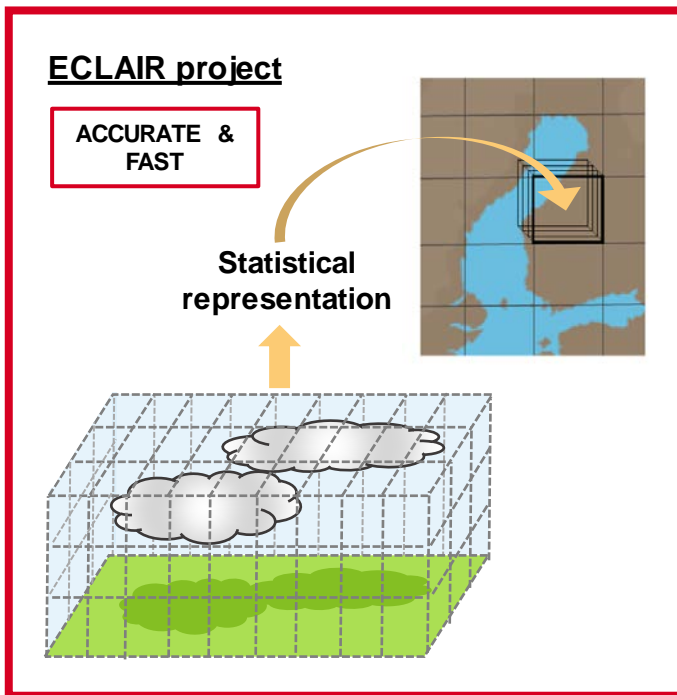 ECLAIR project
ACCURATE &
FAST
Statistical
representation